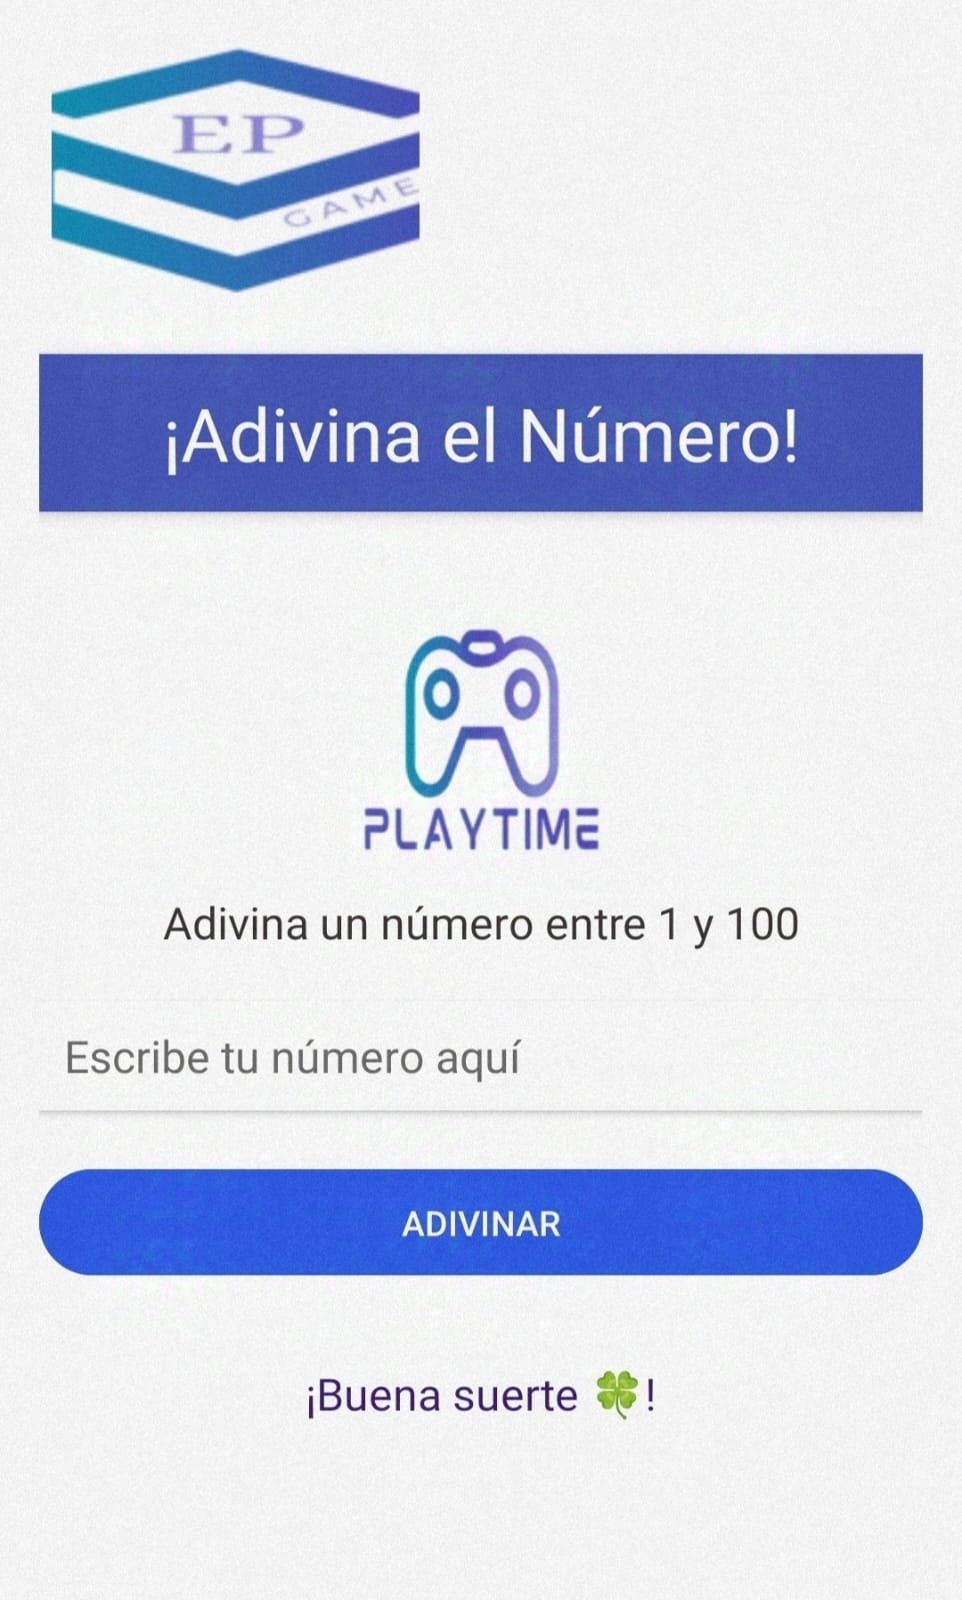 EP
GAME
¡Adivina el Número!
PLAYTIME
Adivina un número entre 1 y 100
Escribe tu número aquí
ADIVINAR
¡Buena suerte 🍀!